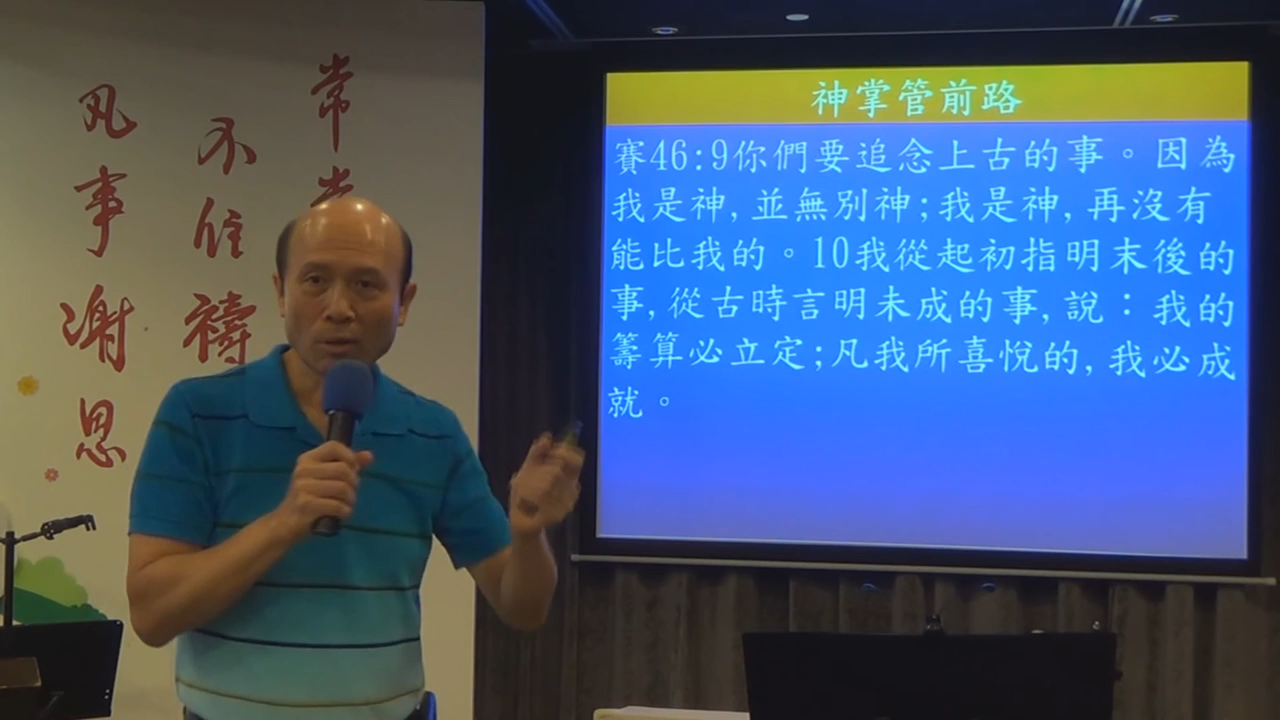 常常
不住禱
凡事谢恩
神掌管前路
賽46:9你們要追念上古的事。因為
我是神,並無別神;我是神,再沒有
能比我的。10我從起初指明末後的
事,從古時言明未成的事,說：我的
籌算必立定;凡我所喜悅的,我必成
就。